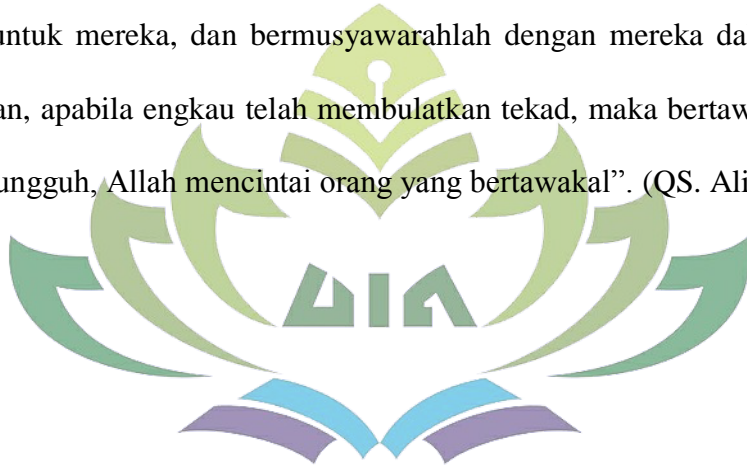 untuk mereka, dan bermusyawarahlah dengan mereka da
an, apabila engkau telah membulatkan tekad, maka bertaw
ungguh, Allah mencintai orang yang bertawakal”. (QS. Ali
UIN